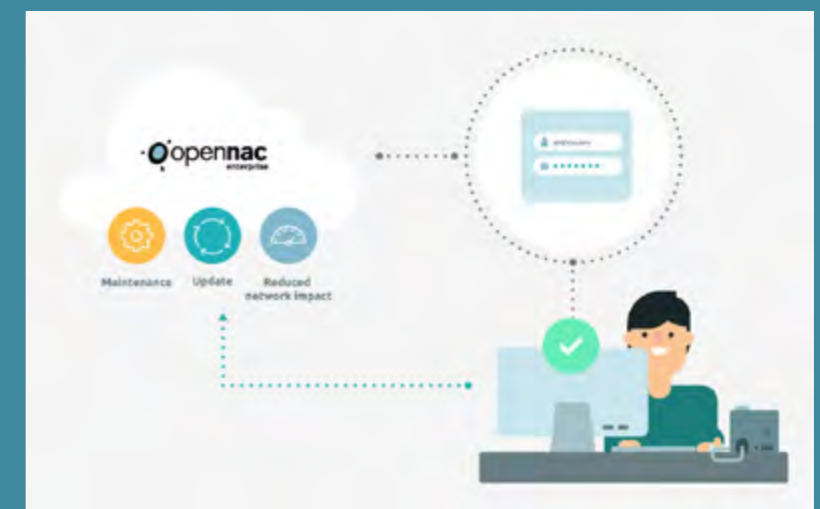 opennac
enterprise
Maintenance
Update
Reduced
network impact